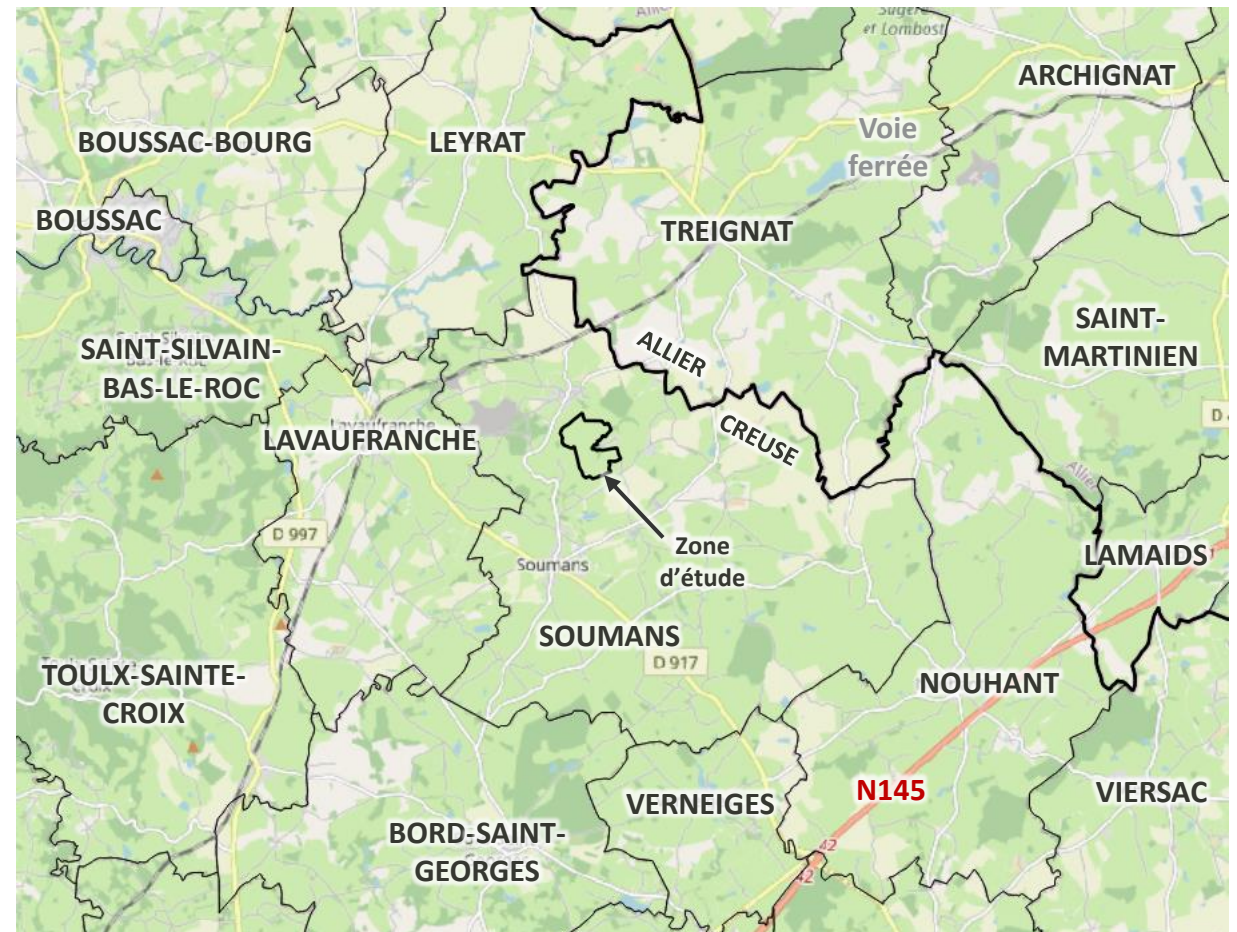 et Lombost
ARCHIGNAT
BOUSSAC-BOURG
LEYRAT
Voie
ferrée
BOUSSAC
TREIGNAT
SAINT-SILVAIN-
BAS-LE-ROC
ALLIER
SAINT-
MARTINIEN
CREUSE
LAVAUFRANCHE
Allier
D 997
Zone
d'étude
Soumans
LAMAIDS
SOUMANS
D 917
TOULX-SAINTE-
CROIX
NOUHANT
N145
VERNEIGES
VIERSAC
BORD-SAINT-
GEORGES
42
42